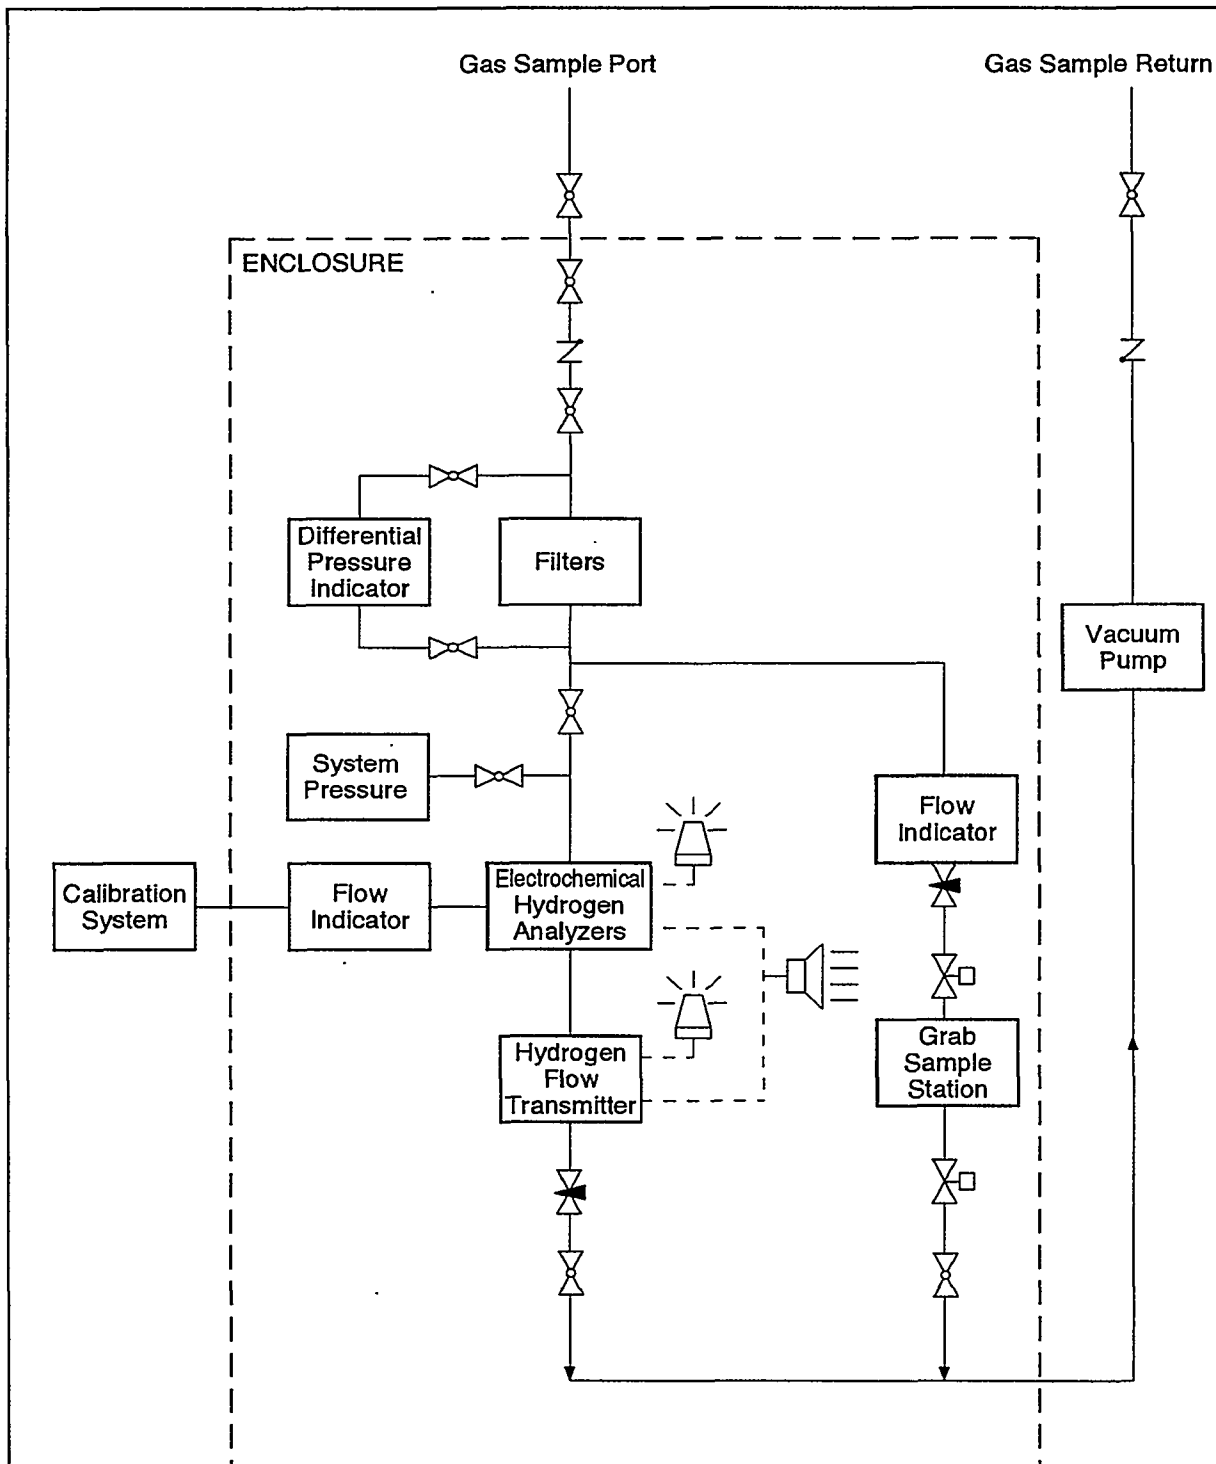 Gas Sample Port
Gas Sample Return
ENCLOSURE
Differential
Pressure
Indicator
Filters
Vacuum
Pump
System
Pressure
Flow
Indicator
Calibration
System
Flow
Indicator
Electrochemical
Hydrogen
Analyzers
Hydrogen
Flow
Transmitter
Grab
Sample
Station